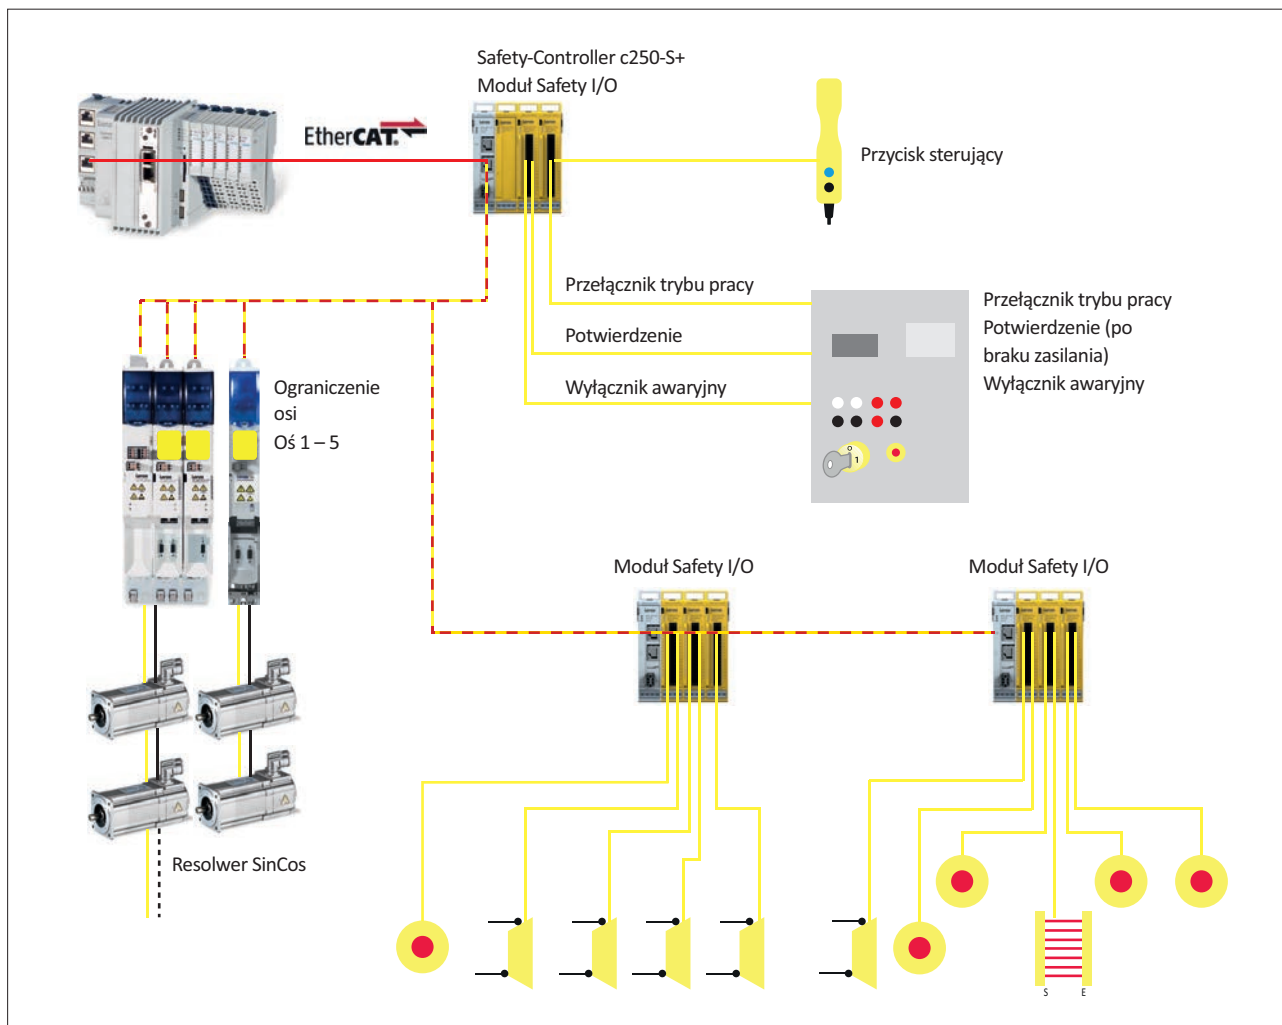 Safety-Controller c250-S+
Moduł Safety I/O
EtherCAT®
Przycisk sterujący
Przełącznik trybu pracy
Potwierdzenie
Wyłącznik awaryjny
Przełącznik trybu pracy
Potwierdzenie (po
braku zasilania)
Wyłącznik awaryjny
O
1
Ograniczenie
osi
Oś 1 – 5
Moduł Safety I/O
Moduł Safety I/O
Resolwer SinCos
S
E